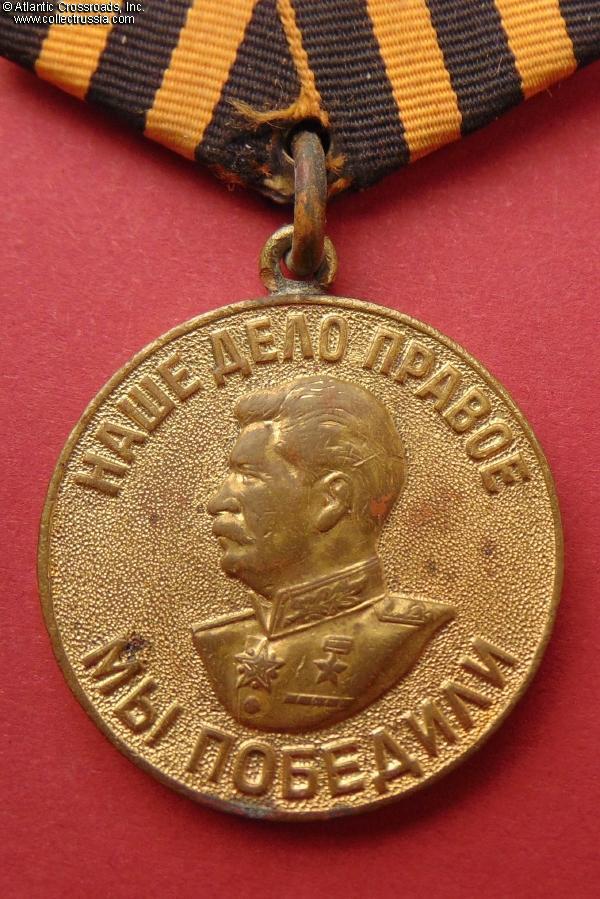 © Atlantic Crossroads, Inc.
www.collectrussia.com
НАШЕ ДЕЛО ПРАВОЕ
МЫ ПОБЕДИЛИ